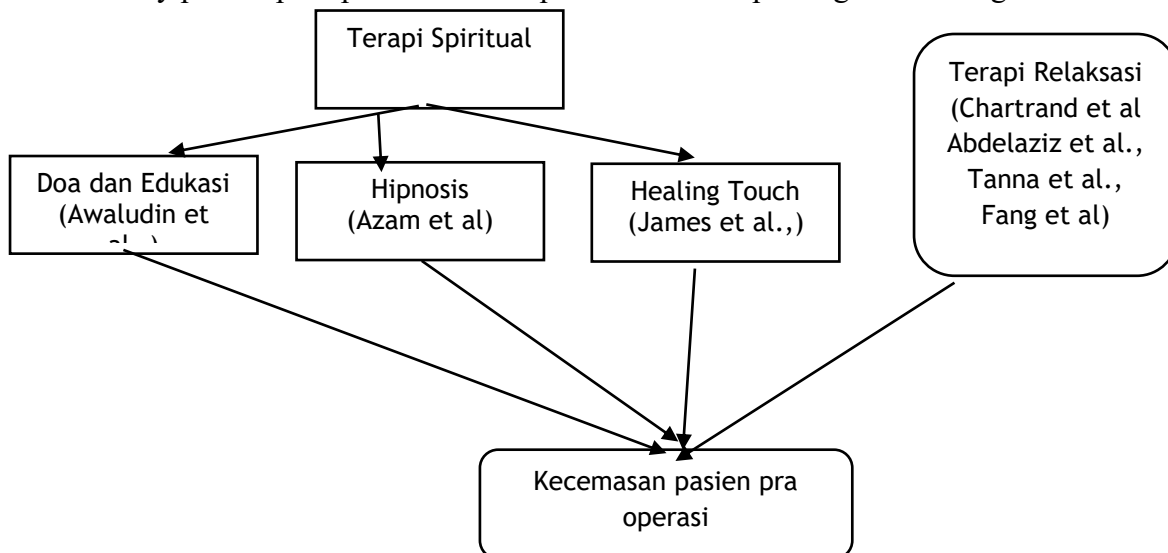 Terapi Spiritual
Terapi Relaksasi
(Chartrand et al
Abdelaziz et al.,
Tanna et al.,
Fang et al)
Doa dan Edukasi
(Awaludin et
Hipnosis
(Azam et al)
Healing Touch
(James et al.,)
Kecemasan pasien pra
operasi